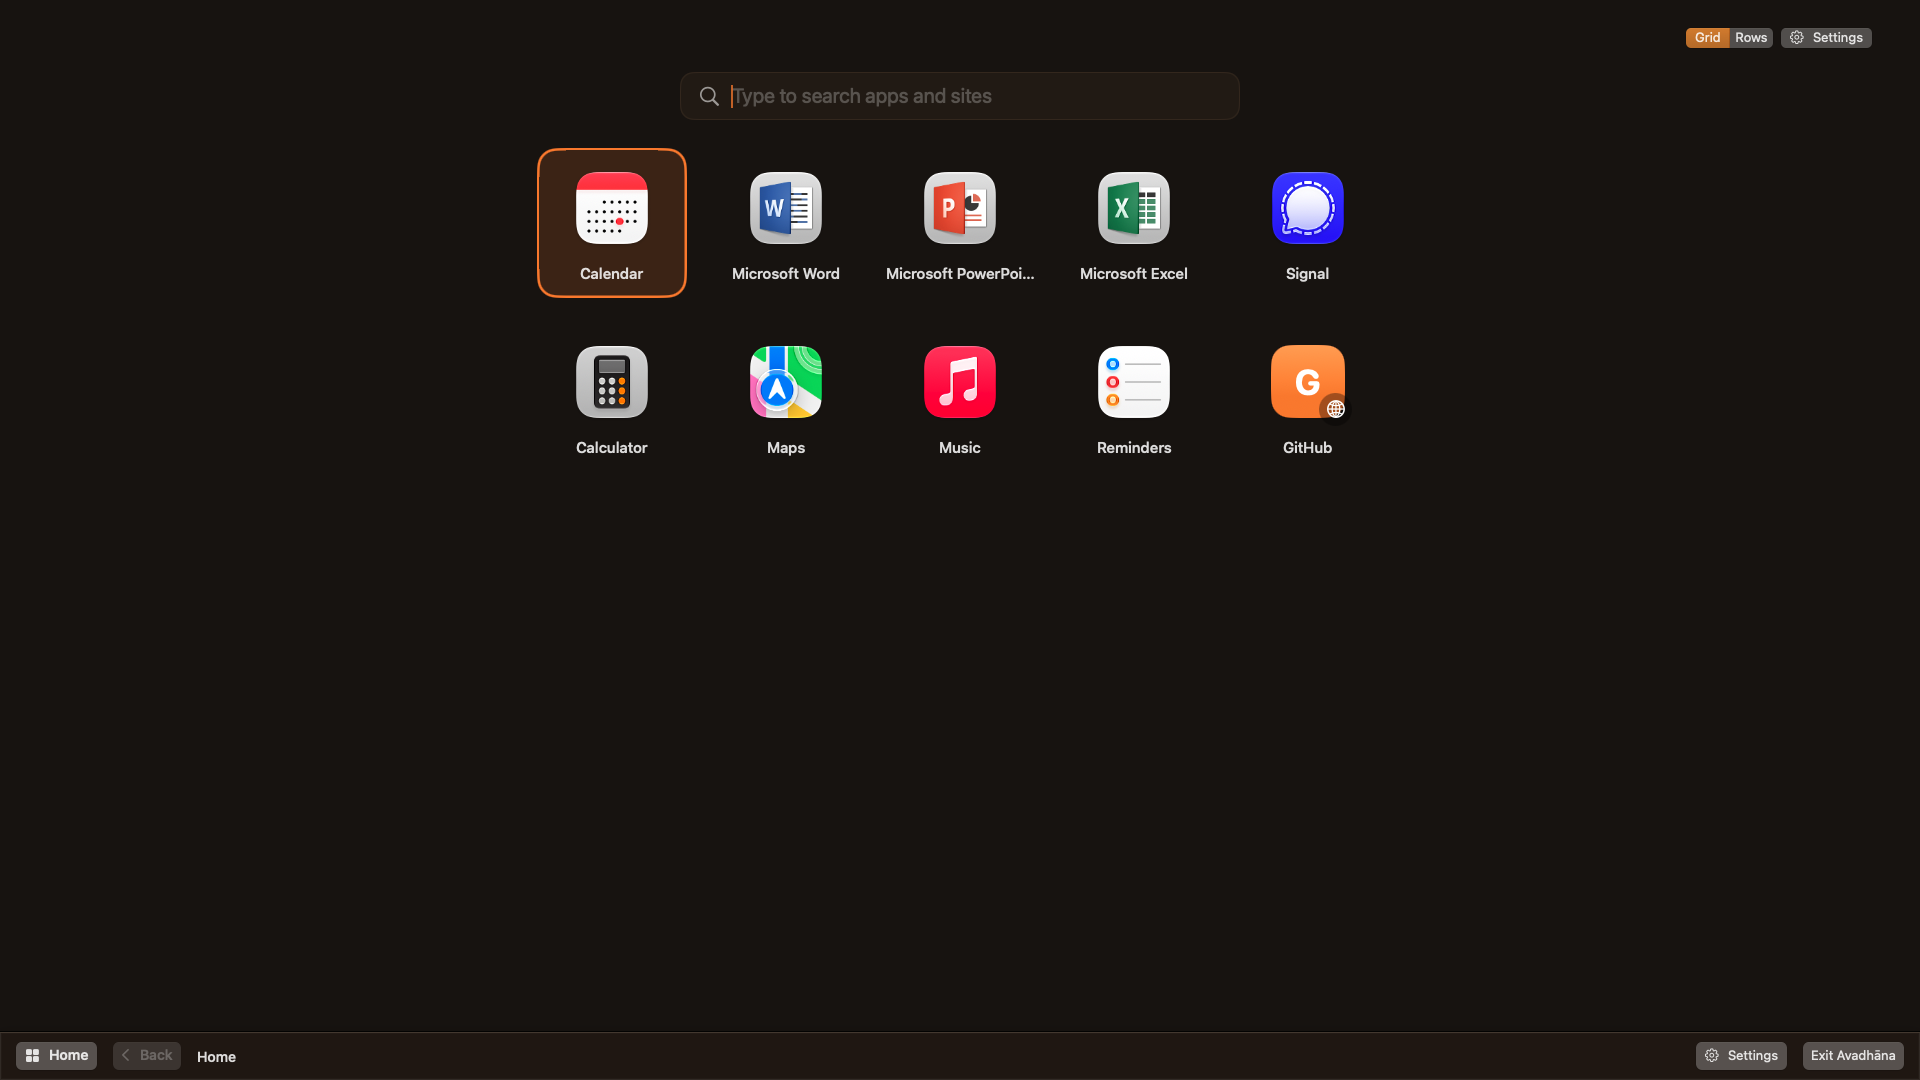 Grid Rows Settings
Type to search apps and sites
Calendar Microsoft Word Microsoft PowerPoi... Microsoft Excel Signal
Calculator Maps Music Reminders G GitHub
Home Back Home Settings Exit Avadhāna